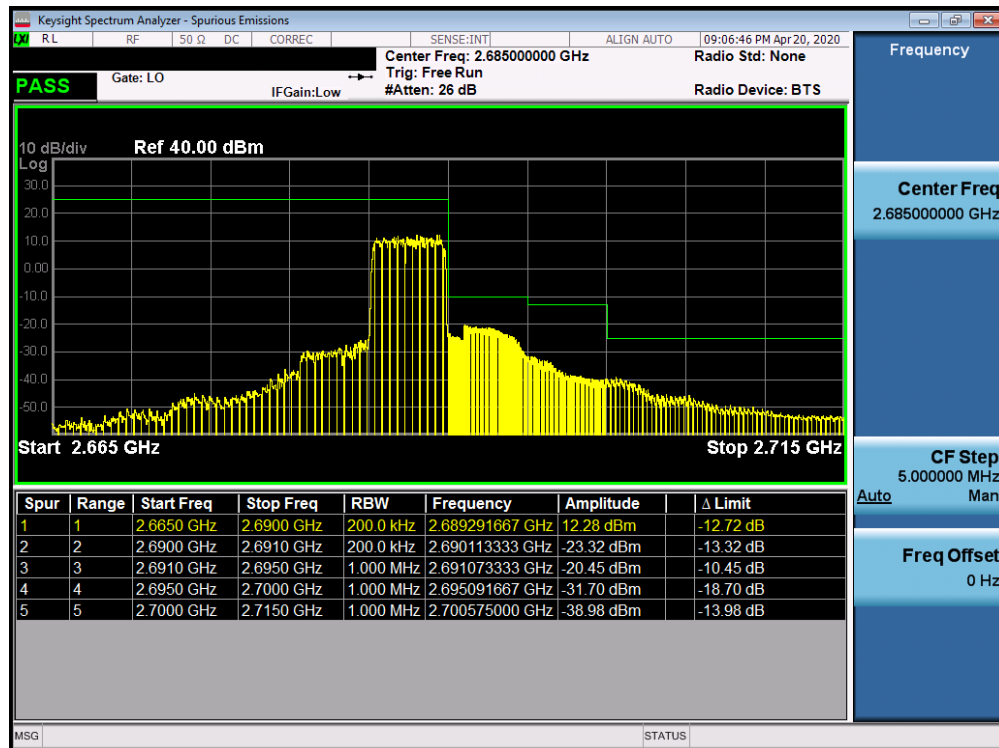 Keysight Spectrum Analyzer - Spurious Emissions
LXI RL RF 50 Ω DC CORREC SENSE:INT ALIGN AUTO 09:06:46 PM Apr 20, 2020
Frequency
Center Freq: 2.685000000 GHz Radio Std: None
PASS Gate: LO Trig: Free Run
IFGain:Low #Atten: 26 dB Radio Device: BTS
10 dB/div Ref 40.00 dBm
Log
30.0
20.0
10.0
0.00
-10.0
-20.0
-30.0
-40.0
-50.0
Start 2.665 GHz Stop 2.715 GHz
Center Freq
2.685000000 GHz
CF Step
5.000000 MHz
Auto Man
Freq Offset
0 Hz
Spur Range Start Freq Stop Freq RBW Frequency Amplitude Δ Limit
1 1 2.6650 GHz 2.6900 GHz 200.0 kHz 2.689291667 GHz 12.28 dBm -12.72 dB
2 2 2.6900 GHz 2.6910 GHz 200.0 kHz 2.690113333 GHz -23.32 dBm -13.32 dB
3 3 2.6910 GHz 2.6950 GHz 1.000 MHz 2.691073333 GHz -20.45 dBm -10.45 dB
4 4 2.6950 GHz 2.7000 GHz 1.000 MHz 2.695091667 GHz -31.70 dBm -18.70 dB
5 5 2.7000 GHz 2.7150 GHz 1.000 MHz 2.700575000 GHz -38.98 dBm -13.98 dB
MSG STATUS